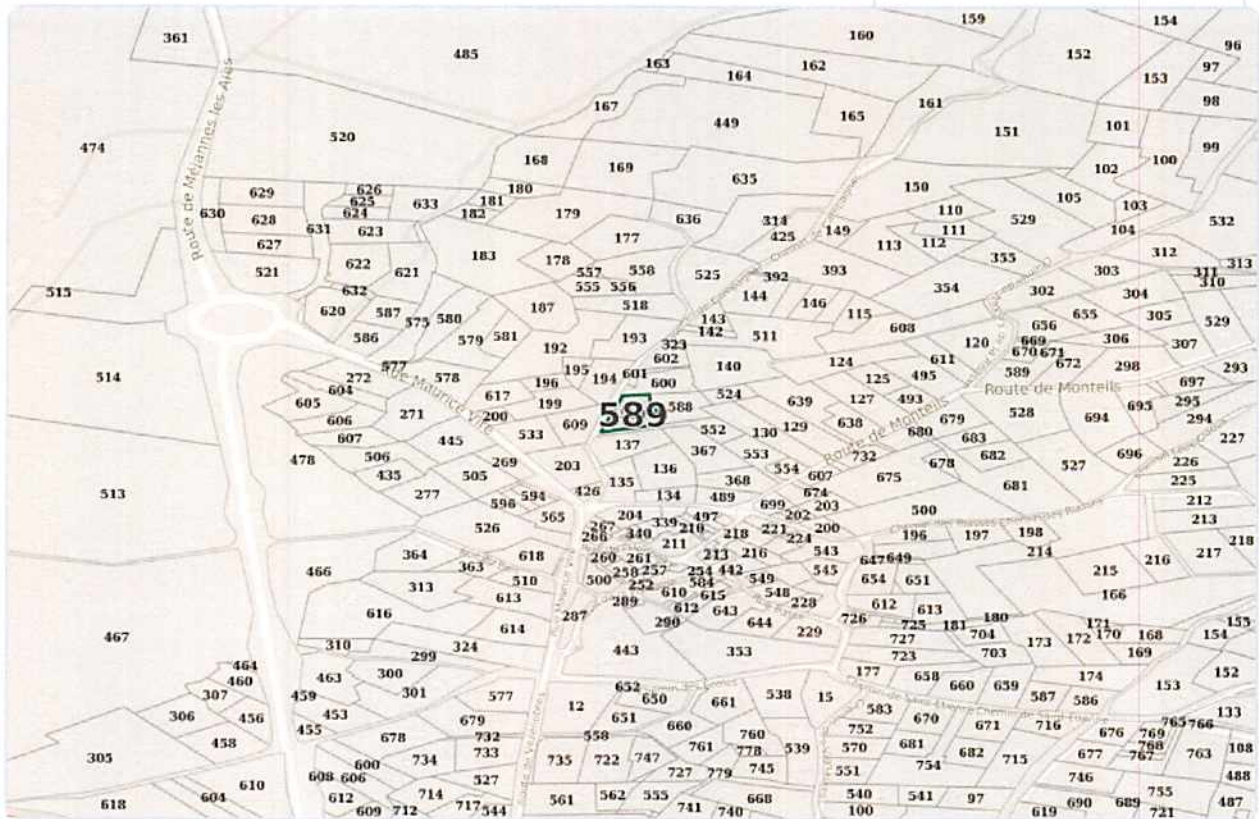 159 154
361 160 152 96
485 163 162 97
164 153
167 161 98
449 165 101
520 151
474 99
168 169 102 100
635
629 626 180 150 105
625 633 181 103
630 628 624 182 179 636 314 110 529 532
631 623 111 104
627 177 425 149 113 112
183 355 312
521 622 621 178 557 558 525 392 393 303 311 313
515 632 555 556 354 302 304 310
144
620 587 575 580 187 518 146 115 655 305 529
143 608 656
586 579 581 193 142 511 669 306 307
192 323 120 670 671
577 602 140 124 611 672 298 293
514 272 578 195 601 125 495 589
604 196 194 600 697
617 524 127 493 695 295
605 271 200 199 588 639 528 694 294
606 609 589 129 638 679
607 445 533 552 130 680 683 227
137 367
478 506 269 553 732 678 682 696 226
435 505 203 136 554 607 675 527
277 135 368 681 225
594 426 134 489 699 674 212
596 203 500
565 204 497 202 213
526 267 339 210 221 200 196 197 198
266 340 218 224 218
211 543 214 217
364 618 260 261 213 216 647 649 216
466 363 257 254 442 545 215
510 258 549 654 651
313 500 252 584 548 166
613 610 615
289 612 643 228 612 613
616 287 290 644 726 180 171 155
614 229 725 181 172 170 168 154
467 310 324 443 353 727 704 173
299 723 703 169
464 463 300 177 658 174 152
460 652 660 659 153
307 459 301 577 650 661 538 15 587 586
306 456 453 12 651 583 133
455 679 660 670 671 716 765 766
458 678 732 558 760 752 676 769
733 761 778 539 570 681 768 763 108
305 734 735 722 747 682 715 677 767
600 727 779 745 754
608 606 527 551 746 488
610 714 540 755
604 612 561 562 555 668 541 97 690 689 487
618 609 712 717 544 741 740 100 619 721
Route de Méjannes les Ales
Rue Maurice Ville
Rue Maurice Ville
Route de Monteils
Route de Monteils
Route de Vézénobres